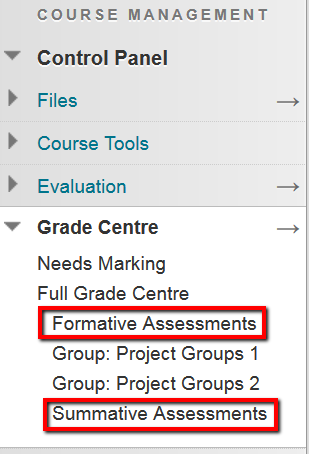 COURSE MANAGEMENT
Control Panel
Files
Course Tools
Evaluation
Grade Centre
Needs Marking
Full Grade Centre
Formative Assessments
Group: Project Groups 1
Group: Project Groups 2
Summative Assessments